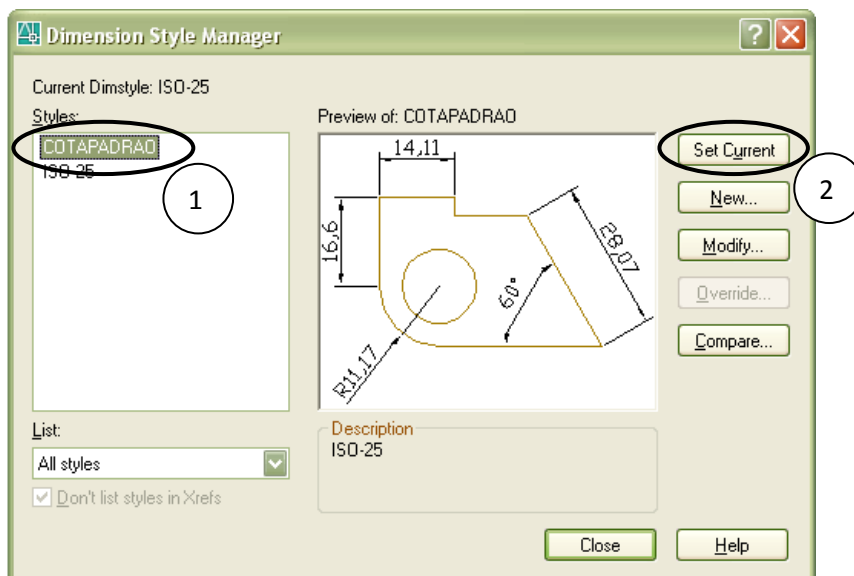 Dimension Style Manager
Current Dimstyle: ISO-25
Styles:
COTAPADRAO
ISO-25
1
Preview of: COTAPADRAO
14,11
16,6
28,07
60°
R11,17
Set Current
2
New...
Modify...
Override...
Compare...
List:
All styles
Don't list styles in Xrefs
Description
ISO-25
Close
Help